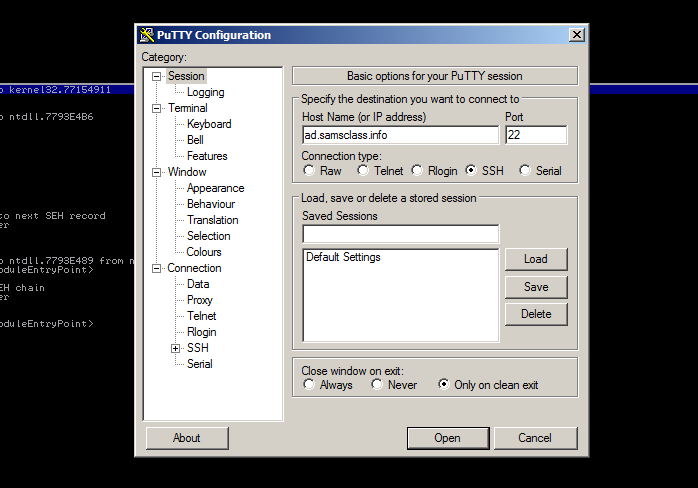 PuTTY Configuration
Category:
Session
Logging
Terminal
Keyboard
Bell
Features
Window
Appearance
Behaviour
Translation
Selection
Colours
Connection
Data
Proxy
Telnet
Rlogin
SSH
Serial
Basic options for your PuTTY session
Specify the destination you want to connect to
Host Name (or IP address) Port
ad.samsclass.info 22
Connection type:
Raw Telnet Rlogin SSH Serial
Load, save or delete a stored session
Saved Sessions
Default Settings
Load
Save
Delete
Close window on exit:
Always Never Only on clean exit
About Open Cancel
o kernel32.77154911
o ntdll.7793E4B6
to next SEH record
er
o ntdll.7793E489 from n
oduleEntryPoint>
EH chain
er
oduleEntryPoint>